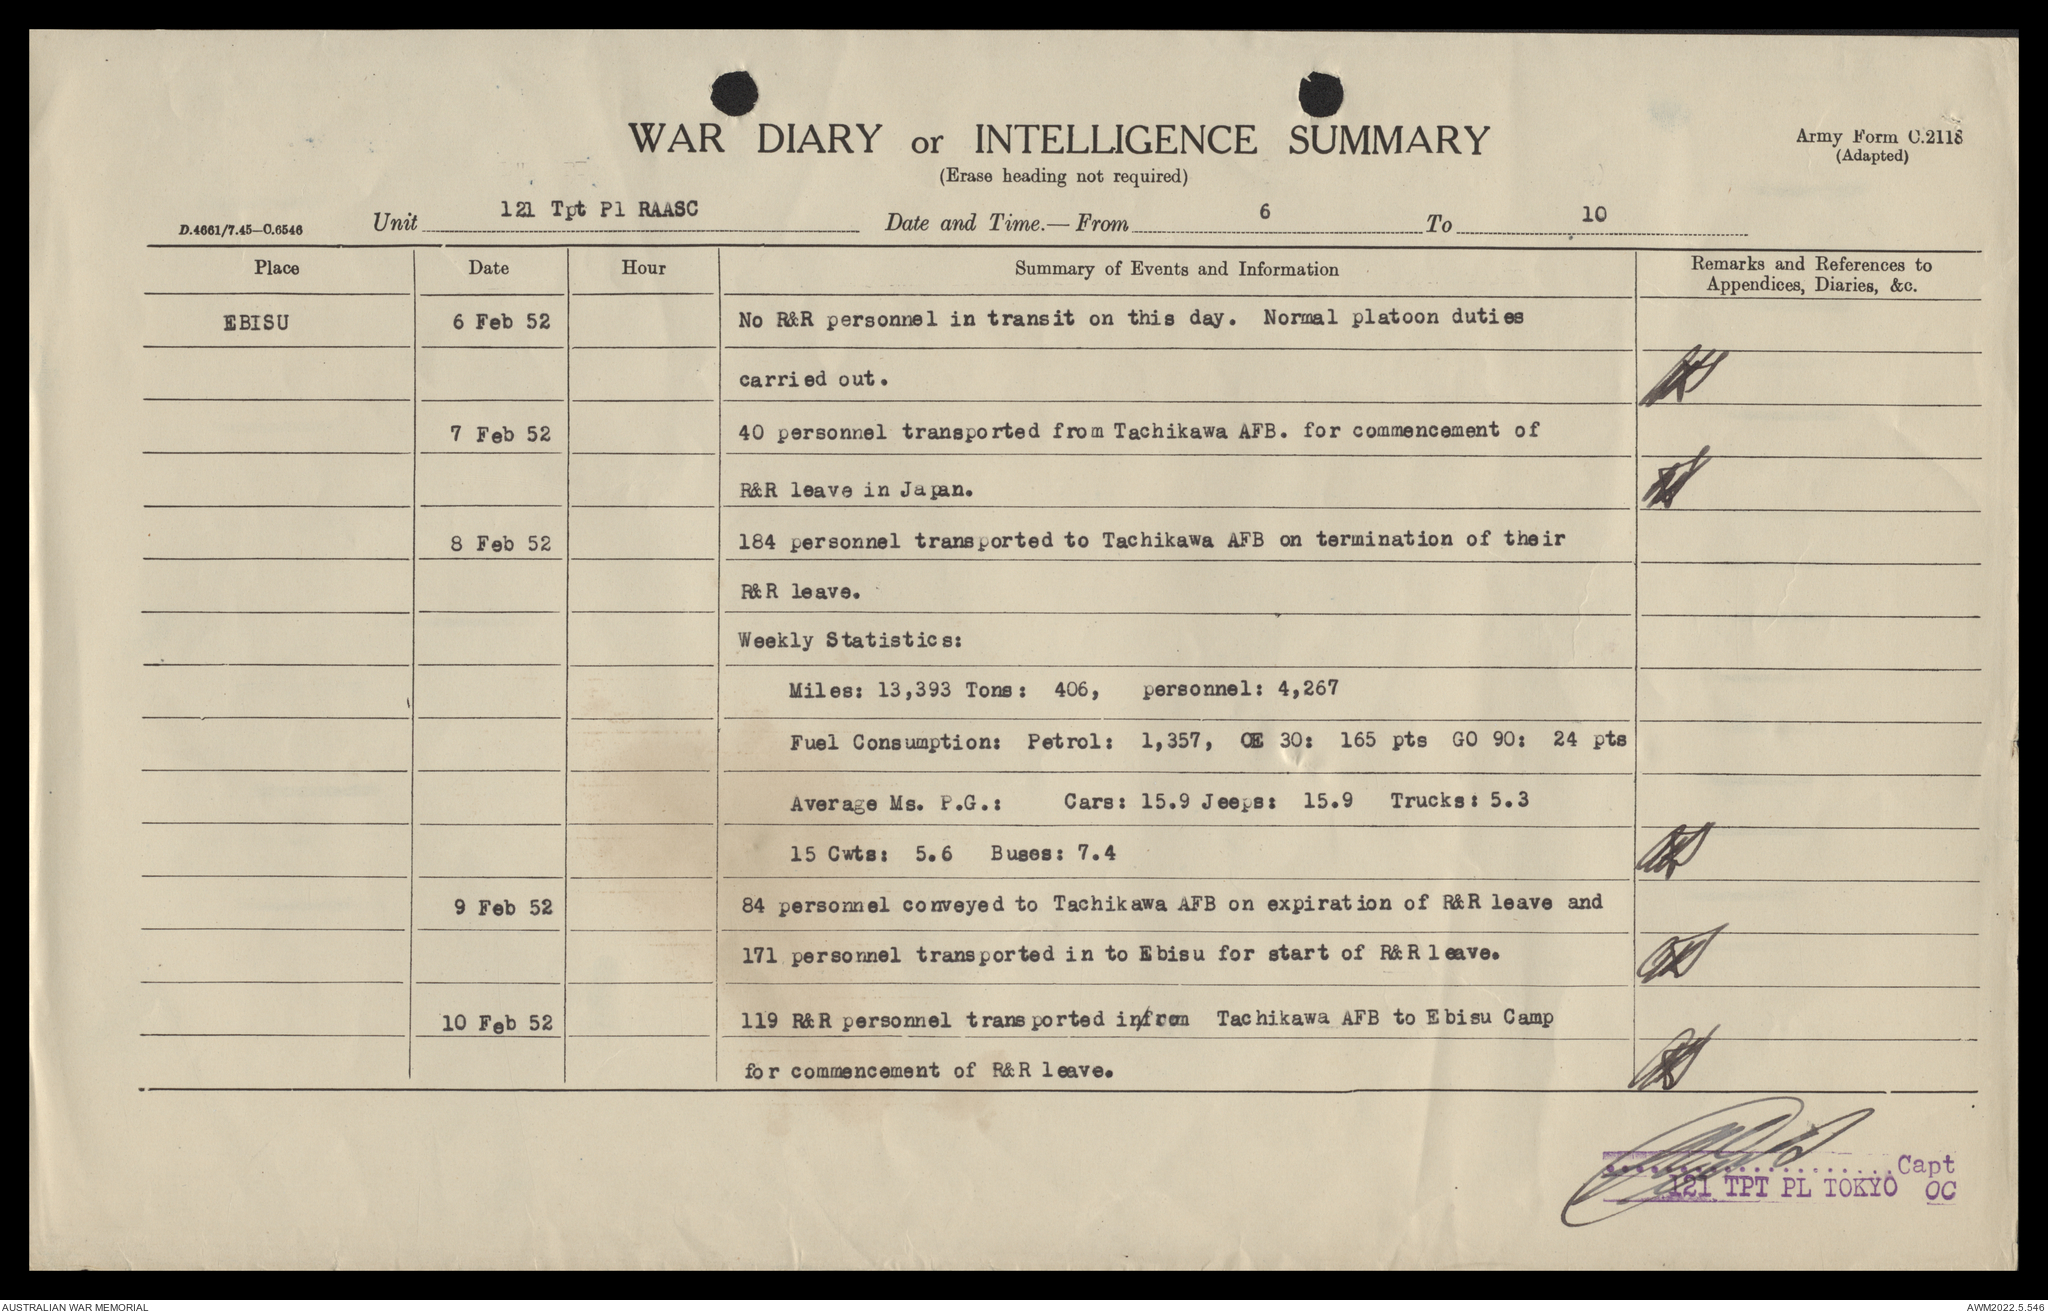 WAR DIARY or INTELLIGENCE SUMMARY
Army Form C.2118
(Erase heading not required)
(Adapted)
D.4661/7.45—C.6546
Unit 121 Tpt Pl RAASC Date and Time.—From 6 To 10
Place Date Hour Summary of Events and Information Remarks and References to
Appendices, Diaries, &c.
EBISU 6 Feb 52 No R&R personnel in transit on this day. Normal platoon duties
carried out.
7 Feb 52 40 personnel transported from Tachikawa AFB. for commencement of
R&R leave in Japan.
8 Feb 52 184 personnel transported to Tachikawa AFB on termination of their
R&R leave.
Weekly Statistics:
Miles: 13,393 Tons: 406, personnel: 4,267
Fuel Consumption: Petrol: 1,357, OE 30: 165 pts GO 90: 24 pts
Average Ms. P.G.: Cars: 15.9 Jeeps: 15.9 Trucks: 5.3
15 Cwts: 5.6 Buses: 7.4
9 Feb 52 84 personnel conveyed to Tachikawa AFB on expiration of R&R leave and
171 personnel transported in to Ebisu for start of R&R leave.
10 Feb 52 119 R&R personnel transported in/from Tachikawa AFB to Ebisu Camp
for commencement of R&R leave.
....................Capt
121 TPT PL TOKYO OC
AUSTRALIAN WAR MEMORIAL
AWM2022.5.546